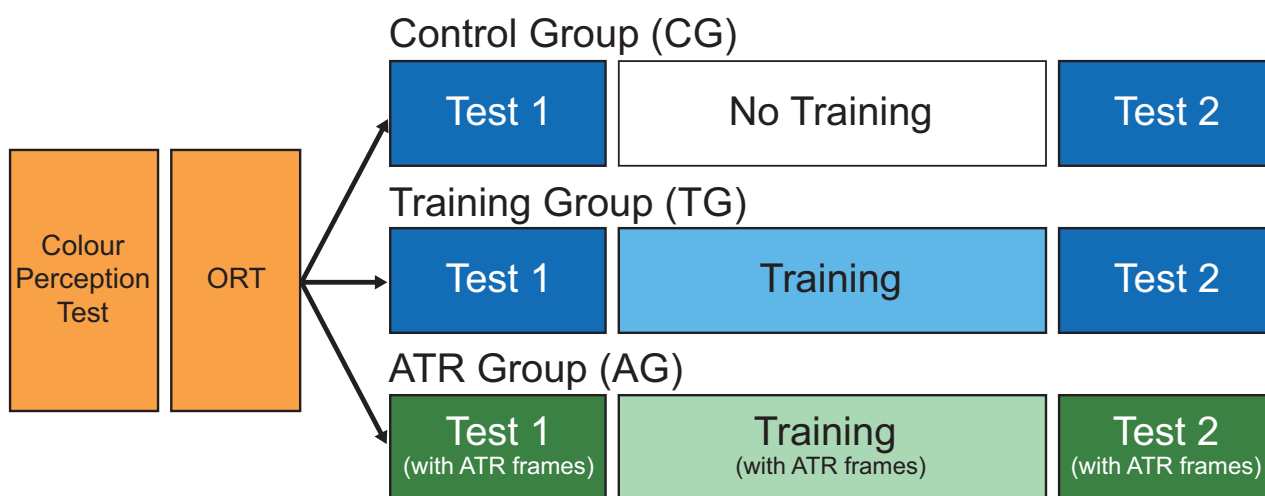 Colour
Perception
Test
ORT
Control Group (CG)
Test 1
No Training
Test 2
Training Group (TG)
Test 1
Training
Test 2
ATR Group (AG)
Test 1
(with ATR frames)
Training
(with ATR frames)
Test 2
(with ATR frames)